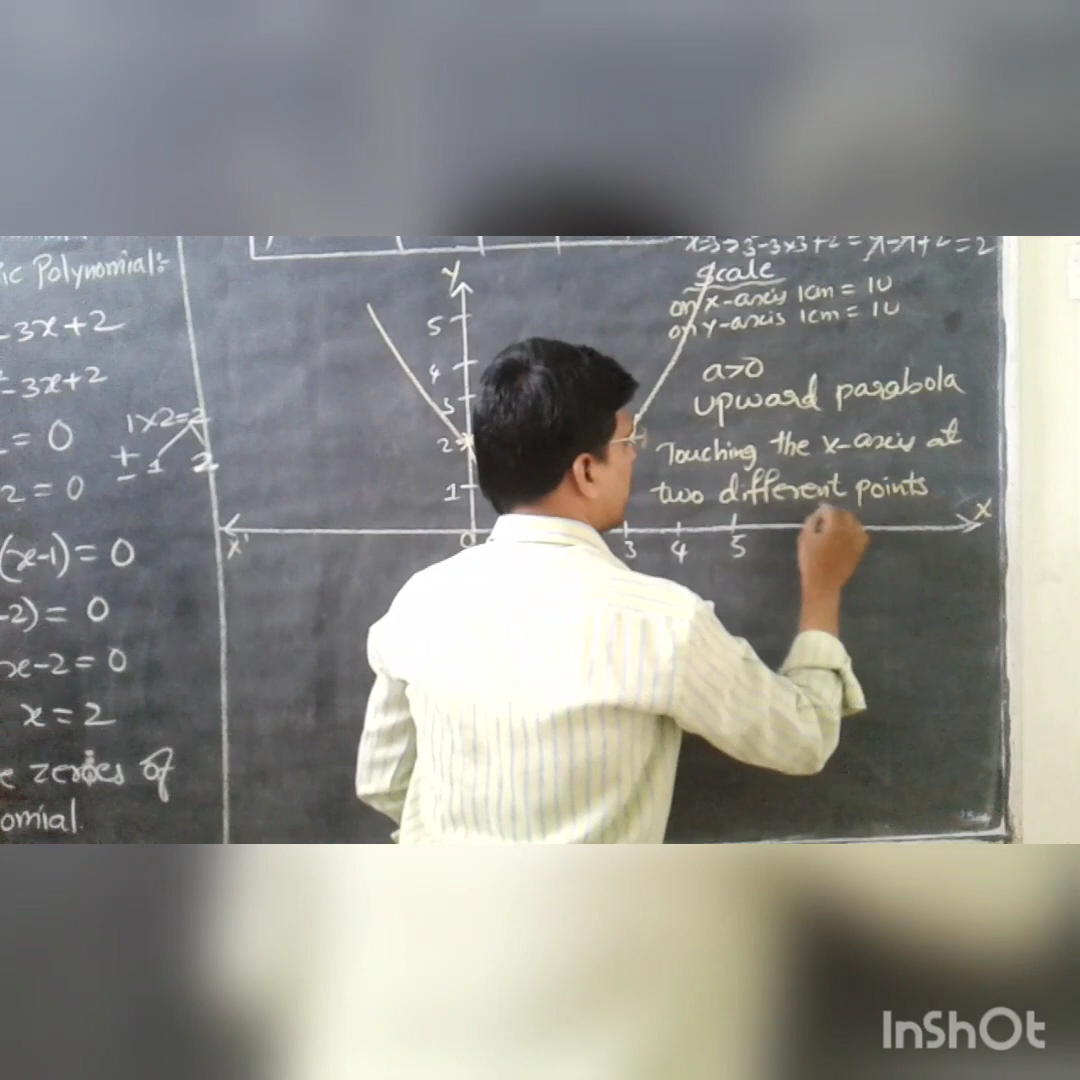 ic Polynomial:-
-3x+2
-3x+2
= 0
1×2=2
+ 1 2
-
2 = 0
(x-1) = 0
-2) = 0
x-2 = 0
x = 2
e zeroes of
omial.
Y
5
4
3
2
1
0
3 4 5
X'
X
= 2
Scale
on x-axis 1cm = 1U
on y-axis 1cm = 1U
a>0
upward parabola
Touching the x-axis at
two different points
InShOt